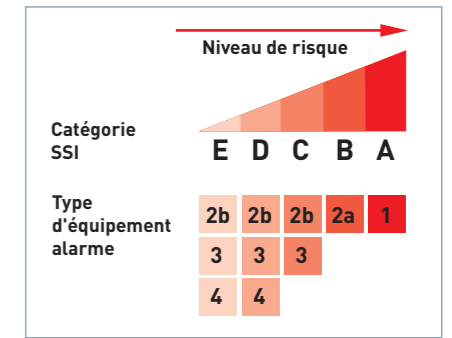 Niveau de risque
Catégorie
SSI
E D C B A
Type
d'équipement
alarme
2b 2b 2b 2a 1
3 3 3
4 4